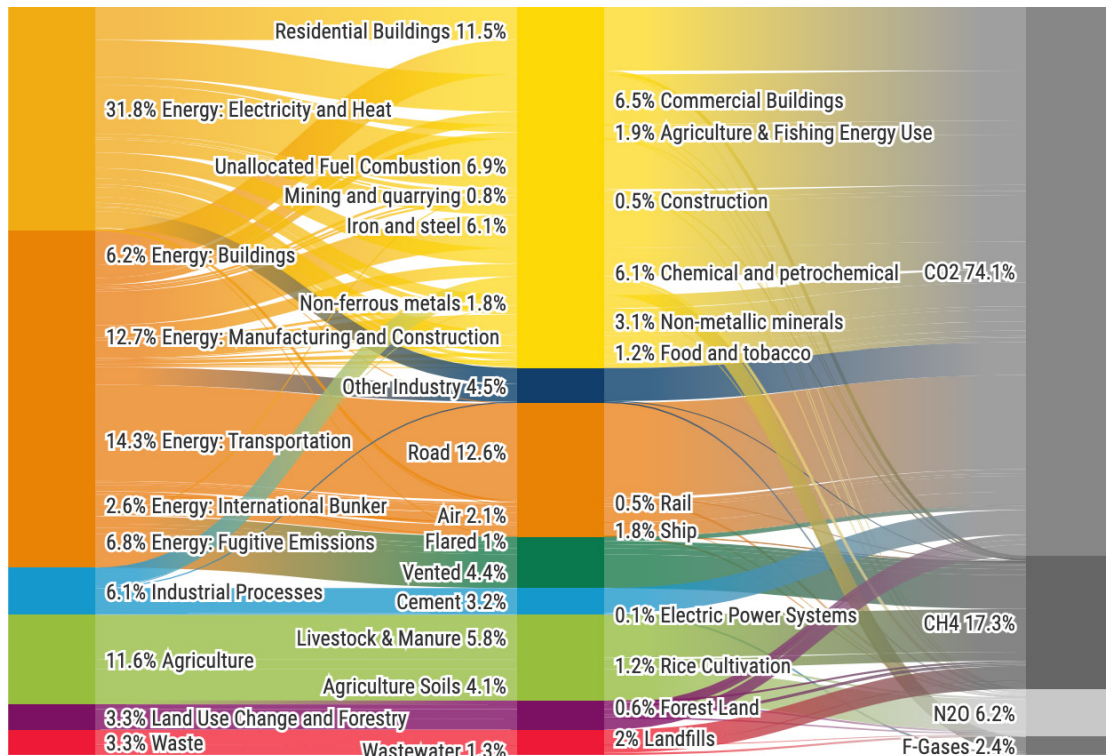 Residential Buildings 11.5%
6.5% Commercial Buildings
31.8% Energy: Electricity and Heat
1.9% Agriculture & Fishing Energy Use
Unallocated Fuel Combustion 6.9%
Mining and quarrying 0.8%
0.5% Construction
Iron and steel 6.1%
6.2% Energy: Buildings
6.1% Chemical and petrochemical
CO2 74.1%
Non-ferrous metals 1.8%
3.1% Non-metallic minerals
12.7% Energy: Manufacturing and Construction
1.2% Food and tobacco
Other Industry 4.5%
14.3% Energy: Transportation
Road 12.6%
2.6% Energy: International Bunker
0.5% Rail
Air 2.1%
1.8% Ship
6.8% Energy: Fugitive Emissions
Flared 1%
Vented 4.4%
6.1% Industrial Processes
Cement 3.2%
0.1% Electric Power Systems
CH4 17.3%
Livestock & Manure 5.8%
11.6% Agriculture
1.2% Rice Cultivation
Agriculture Soils 4.1%
0.6% Forest Land
N2O 6.2%
3.3% Land Use Change and Forestry
2% Landfills
3.3% Waste
Wastewater 1.3%
F-Gases 2.4%